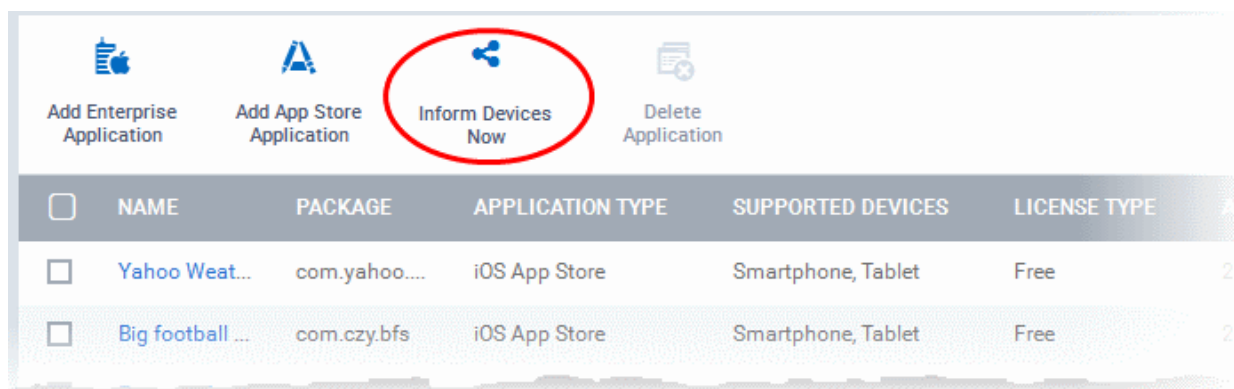 Add Enterprise Application
Add App Store Application
Inform Devices Now
Delete Application
NAME PACKAGE APPLICATION TYPE SUPPORTED DEVICES LICENSE TYPE
Yahoo Weat... com.yahoo.... iOS App Store Smartphone, Tablet Free
Big football ... com.czy.bfs iOS App Store Smartphone, Tablet Free